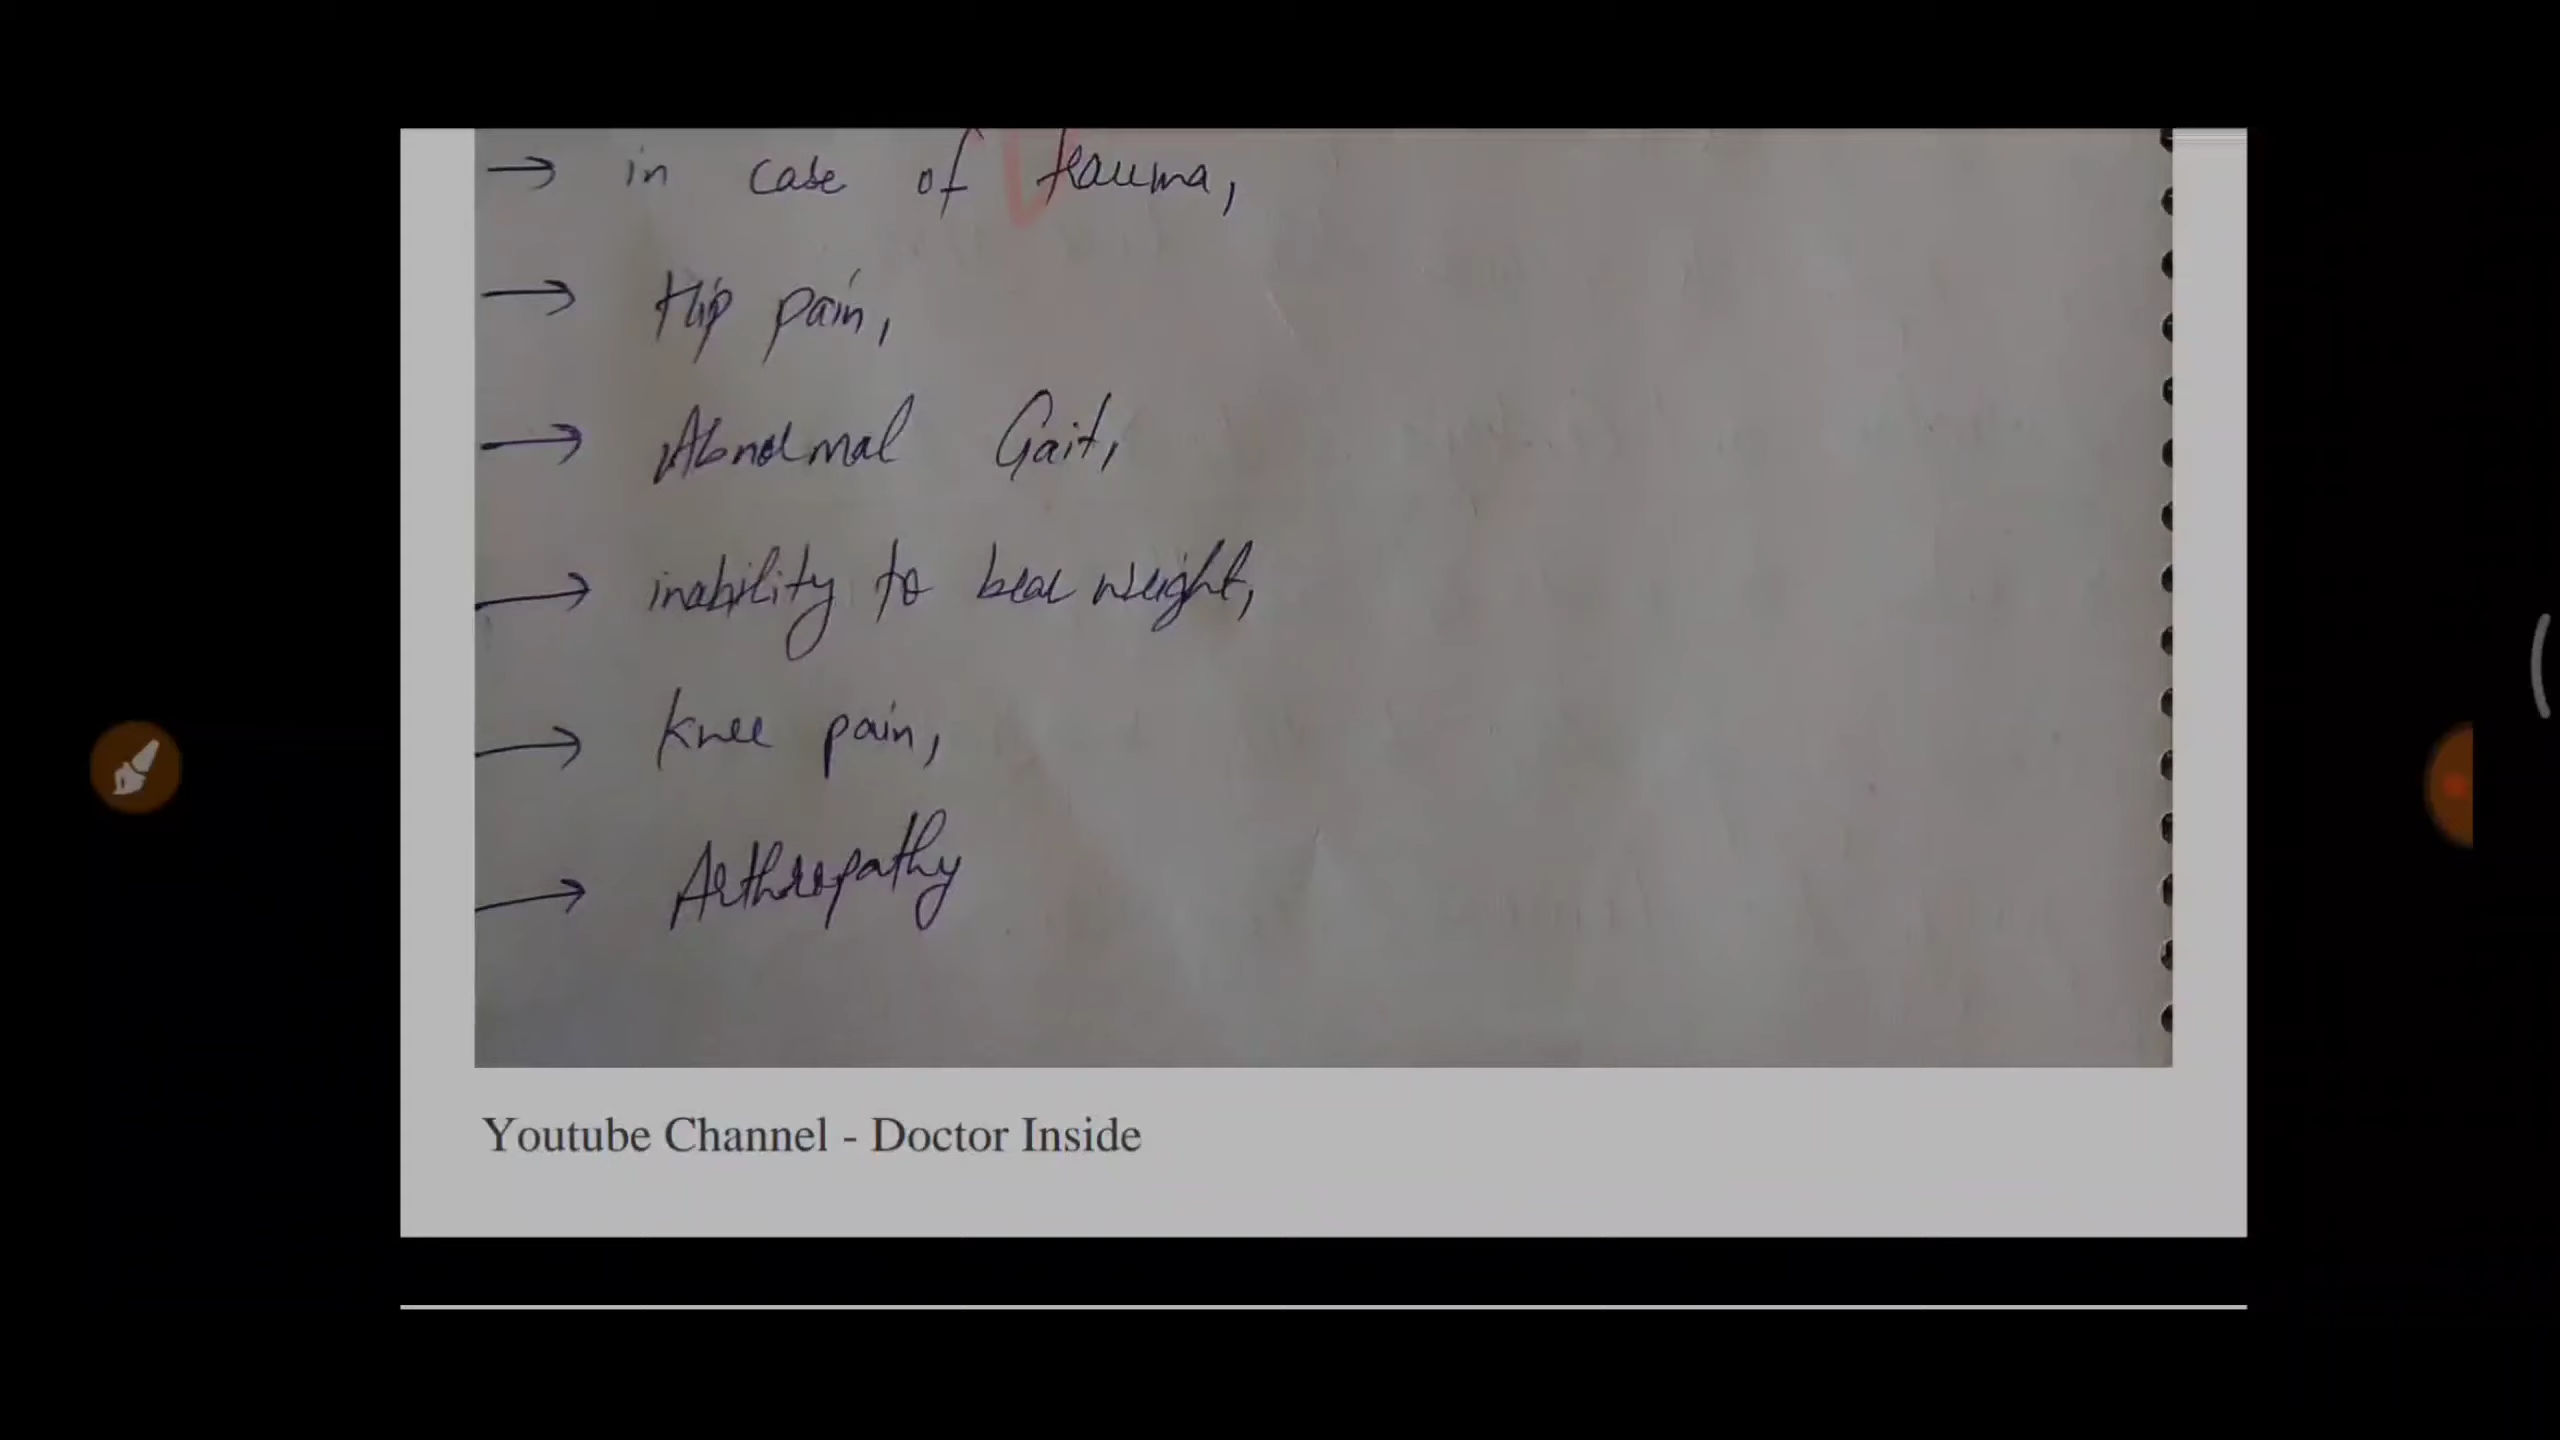 → in case of trauma,
→ Hip pain,
→ Abnormal Gait,
→ inability to bear weight,
→ knee pain,
→ Arthropathy
Youtube Channel - Doctor Inside